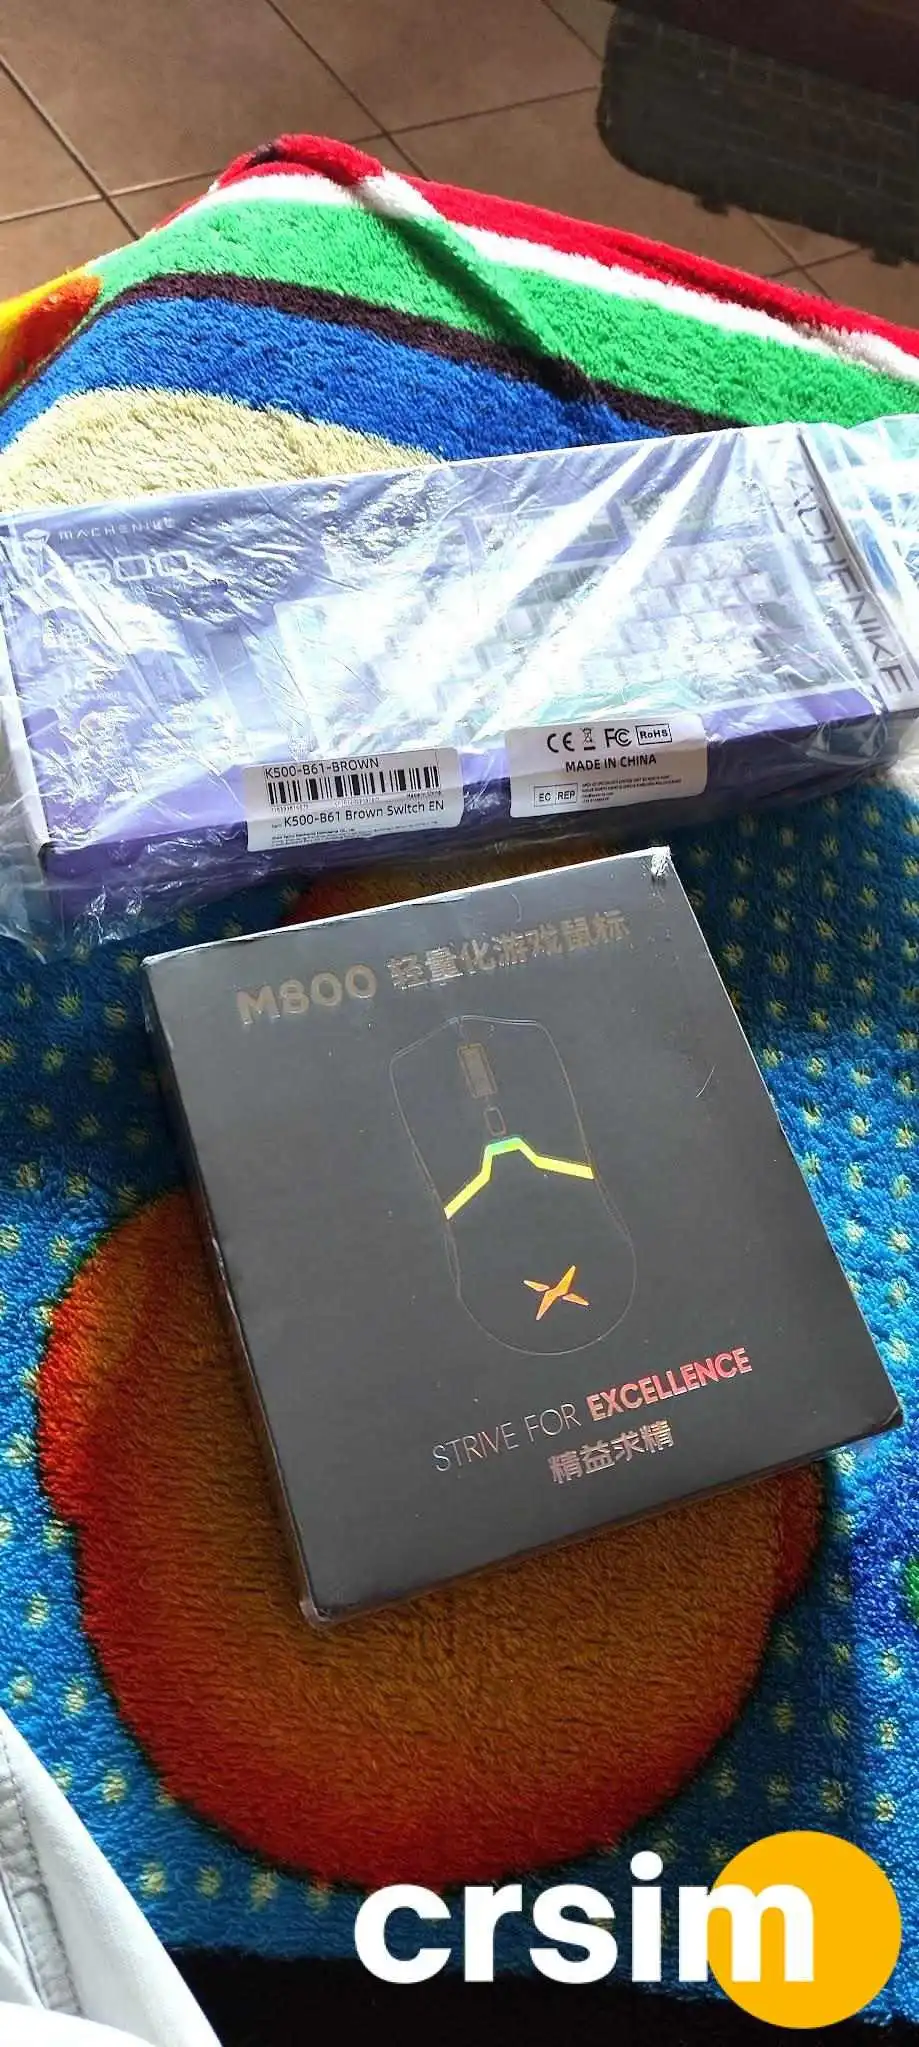 MACHENIKE
K500
MACHENIKE
K500-B61-BROWN
K500-B61 Brown Switch EN
CE FC RoHS
MADE IN CHINA
EC REP
M800 轻量化游戏鼠标
STRIVE FOR EXCELLENCE
精益求精
crsim